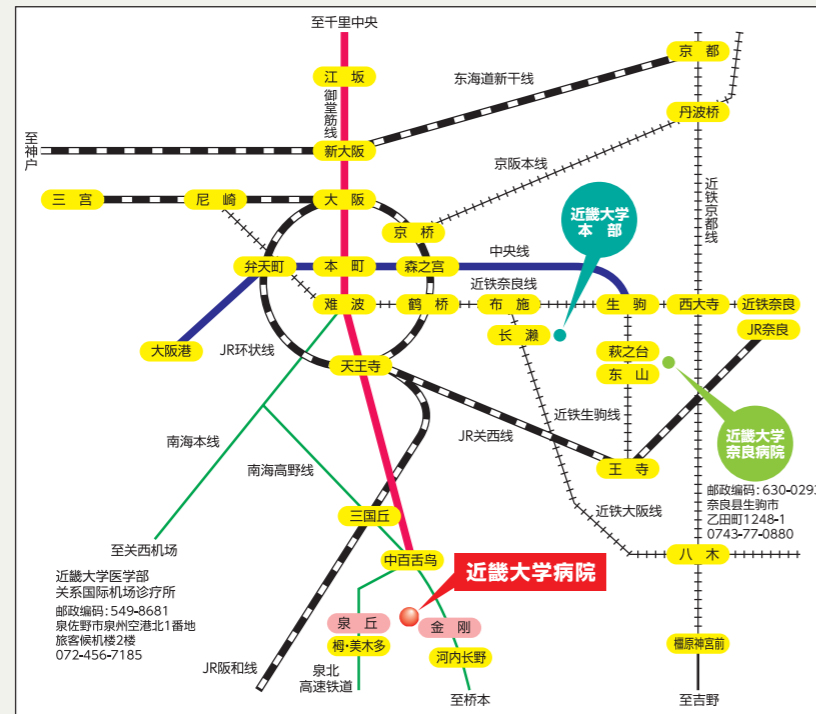 至千里中央
京都
江坂
东海道新干线
御堂筋线
丹波桥
至神户
新大阪
京阪本线
近铁京都线
三宫
尼崎
大阪
近畿大学
本部
京桥
中央线
弁天町
本町
森之宫
近铁奈良线
难波
鹤桥
布施
生驹
西大寺
近铁奈良
JR奈良
长濑
大阪港
JR环状线
萩之台
天王寺
东山
近铁生驹线
近畿大学
奈良病院
南海本线
JR关西线
南海高野线
王寺
邮政编码:630-0293
奈良县生驹市
乙田町1248-1
0743-77-0880
近铁大阪线
三国丘
至关西机场
中百舌鸟
八木
近畿大学病院
近畿大学医学部
关系国际机场诊疗所
邮政编码:549-8681
泉佐野市泉州空港北1番地
旅客候机楼2楼
072-456-7185
泉丘
金刚
栂·美木多
河内长野
橿原神宫前
JR阪和线
泉北
高速铁道
至桥本
至吉野